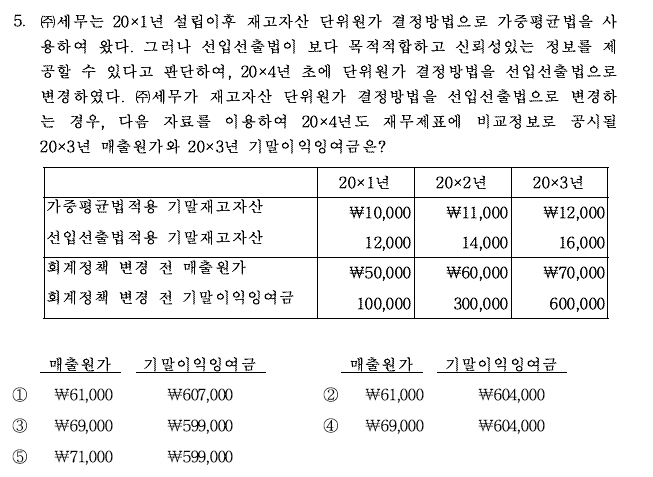 5. ㈜세무는 20×1년 설립이후 재고자산 단위원가 결정방법으로 가중평균법을 사
용하여 왔다. 그러나 선입선출법이 보다 목적적합하고 신뢰성있는 정보를 제
공할 수 있다고 판단하여, 20×4년 초에 단위원가 결정방법을 선입선출법으로
변경하였다. ㈜세무가 재고자산 단위원가 결정방법을 선입선출법으로 변경하
는 경우, 다음 자료를 이용하여 20×4년도 재무제표에 비교정보로 공시될
20×3년 매출원가와 20×3년 기말이익잉여금은?
20×1년 20×2년 20×3년
가중평균법적용 기말재고자산 ₩10,000 ₩11,000 ₩12,000
선입선출법적용 기말재고자산 12,000 14,000 16,000
회계정책 변경 전 매출원가 ₩50,000 ₩60,000 ₩70,000
회계정책 변경 전 기말이익잉여금 100,000 300,000 600,000
매출원가 기말이익잉여금 매출원가 기말이익잉여금
① ₩61,000 ₩607,000 ② ₩61,000 ₩604,000
③ ₩69,000 ₩599,000 ④ ₩69,000 ₩604,000
⑤ ₩71,000 ₩599,000